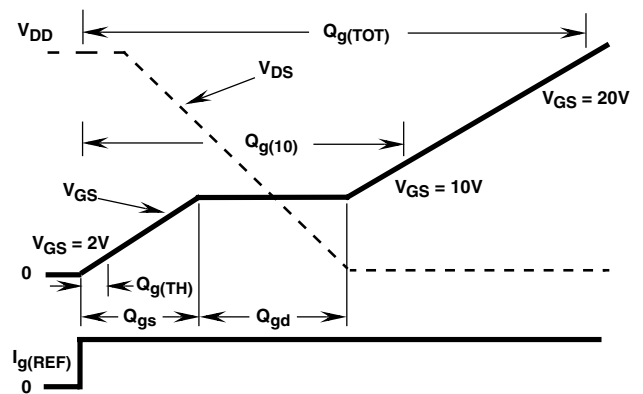 V_DD
Q_g(TOT)
V_DS
V_GS = 20V
Q_g(10)
V_GS
V_GS = 10V
V_GS = 2V
0
Q_g(TH)
Q_gs
Q_gd
I_g(REF)
0